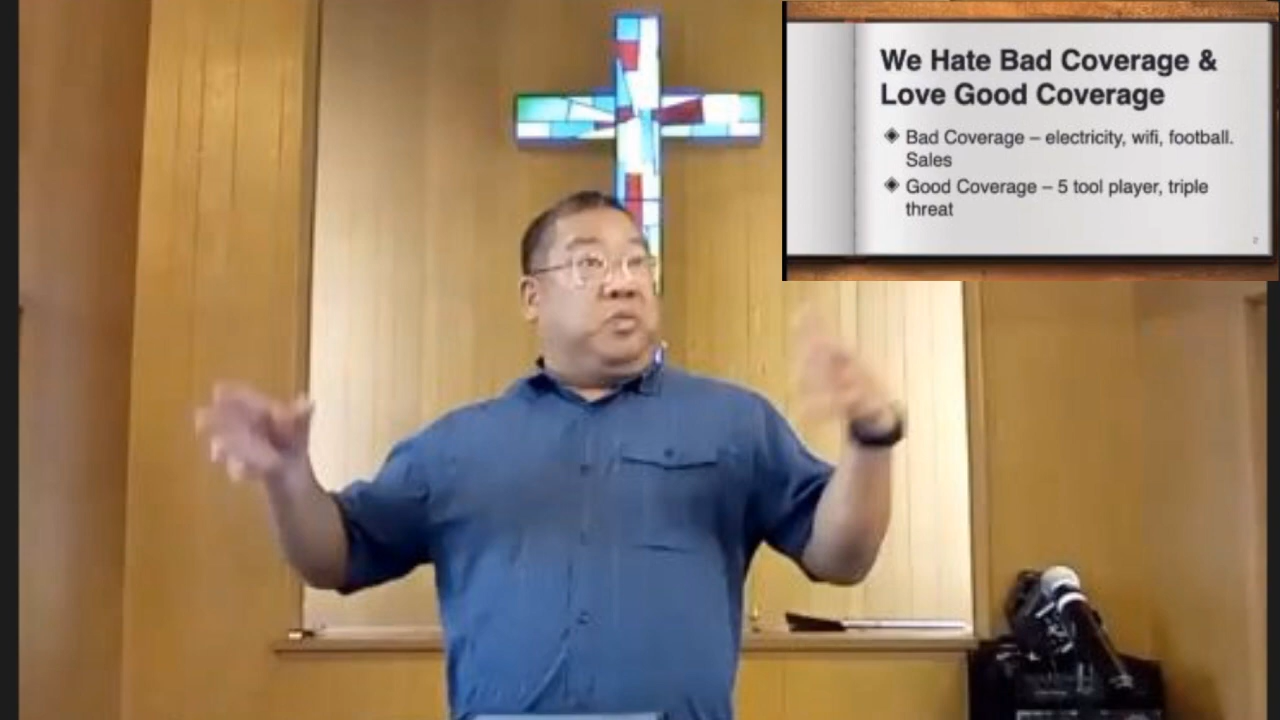 We Hate Bad Coverage &
Love Good Coverage
◈ Bad Coverage – electricity, wifi, football.
Sales
◈ Good Coverage – 5 tool player, triple
threat
2